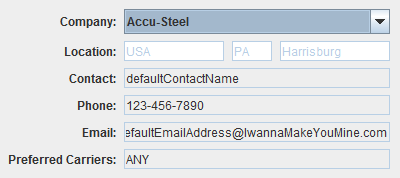 Company: Accu-Steel
Location: USA PA Harrisburg
Contact: defaultContactName
Phone: 123-456-7890
Email: efaultEmailAddress@IwannaMakeYouMine.com
Preferred Carriers: ANY